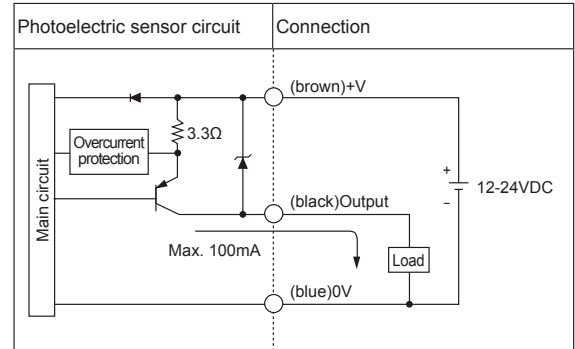 Photoelectric sensor circuit
Connection
(brown)+V
3.3Ω
Overcurrent
protection
Main circuit
+
12-24VDC
−
(black)Output
Max. 100mA
Load
(blue)0V